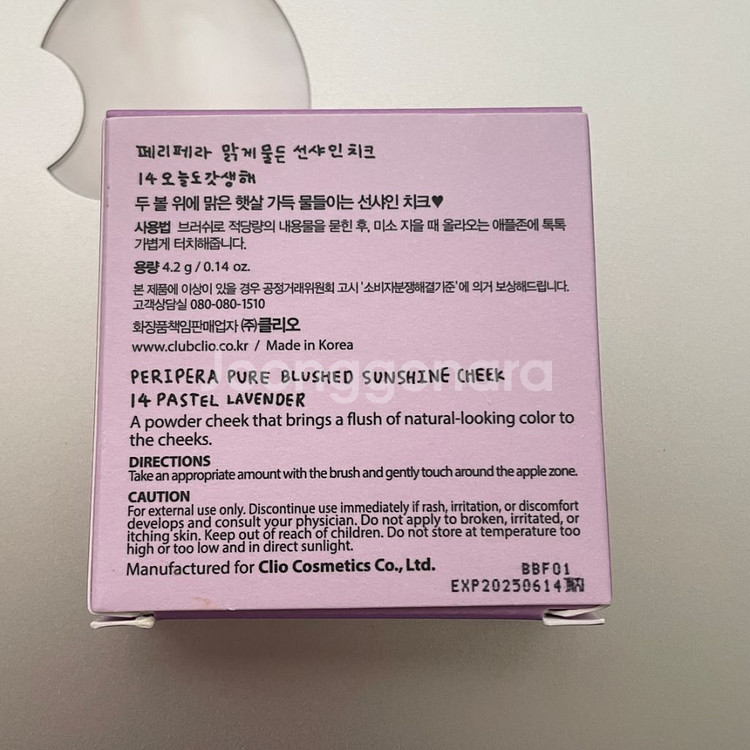 페리페라 맑게물든 선샤인치크
14 오늘도갓생해
두 볼 위에 맑은 햇살 가득 물들이는 선샤인 치크♥
사용법 브러쉬로 적당량의 내용물을 묻힌 후, 미소 지을 때 올라오는 애플존에 톡톡
가볍게 터치해줍니다.
용량 4.2 g / 0.14 oz.
본 제품에 이상이 있을 경우 공정거래위원회 고시 '소비자분쟁해결기준'에 의거 보상해드립니다.
고객상담실 080-080-1510
화장품책임판매업자 (주)클리오
www.clubclio.co.kr / Made in Korea
Joonggonara
PERIPERA PURE BLUSHED SUNSHINE CHEEK
14 PASTEL LAVENDER
A powder cheek that brings a flush of natural-looking color to
the cheeks.
DIRECTIONS
Take an appropriate amount with the brush and gently touch around the apple zone.
CAUTION
For external use only. Discontinue use immediately if rash, irritation, or discomfort
develops and consult your physician. Do not apply to broken, irritated, or
itching skin. Keep out of reach of children. Do not store at temperature too
high or too low and in direct sunlight.
Manufactured for Clio Cosmetics Co., Ltd.
BBF01
EXP20250614